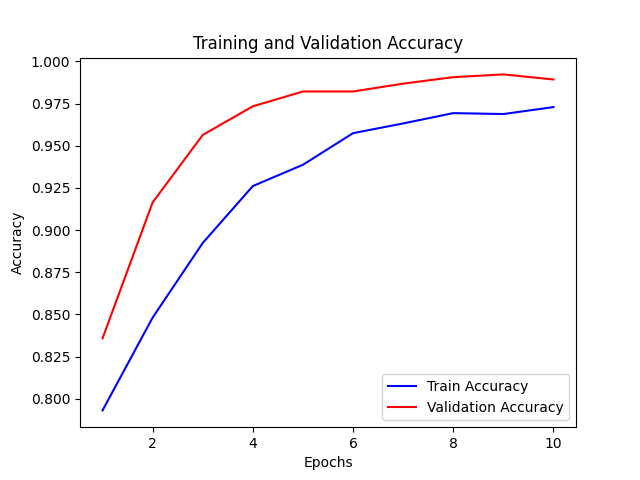 Training and Validation Accuracy
Accuracy
1.000
0.975
0.950
0.925
0.900
0.875
0.850
0.825
0.800
Train Accuracy
Validation Accuracy
2 4 6 8 10
Epochs